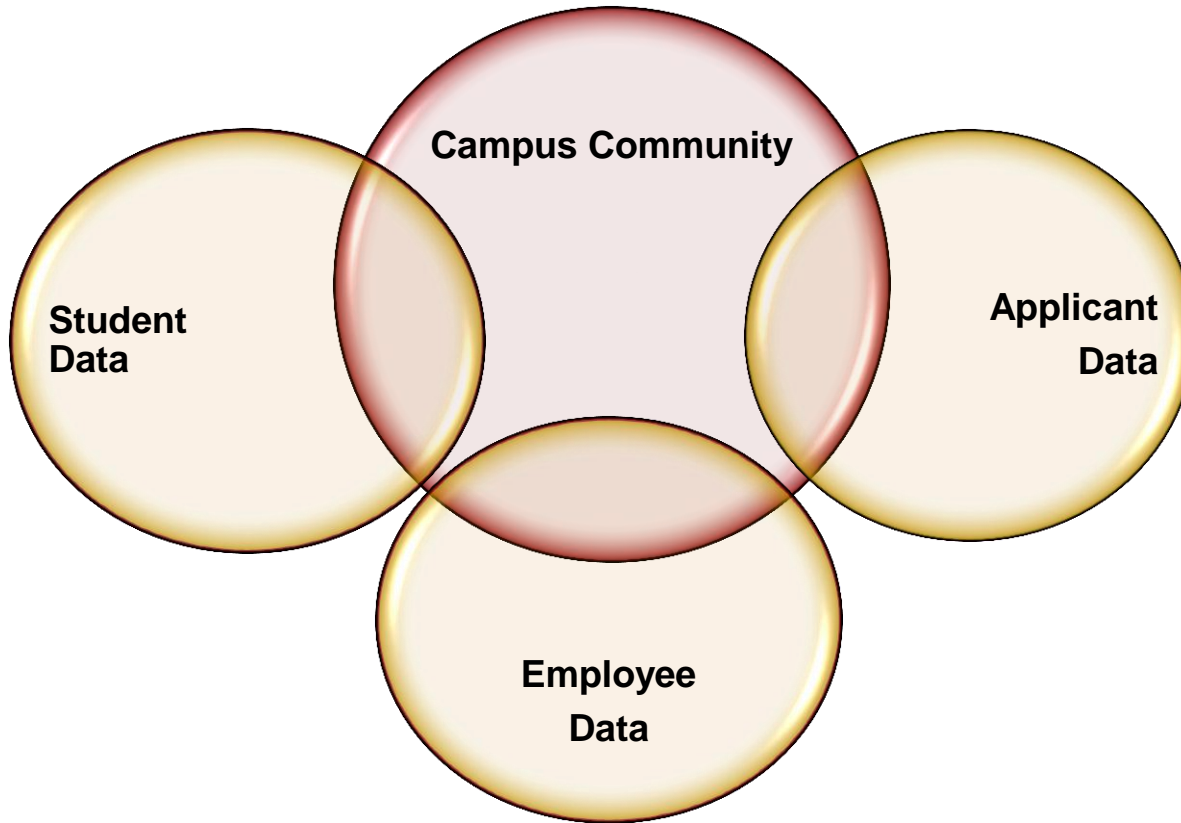 Campus Community
Student
Data
Applicant
Data
Employee
Data